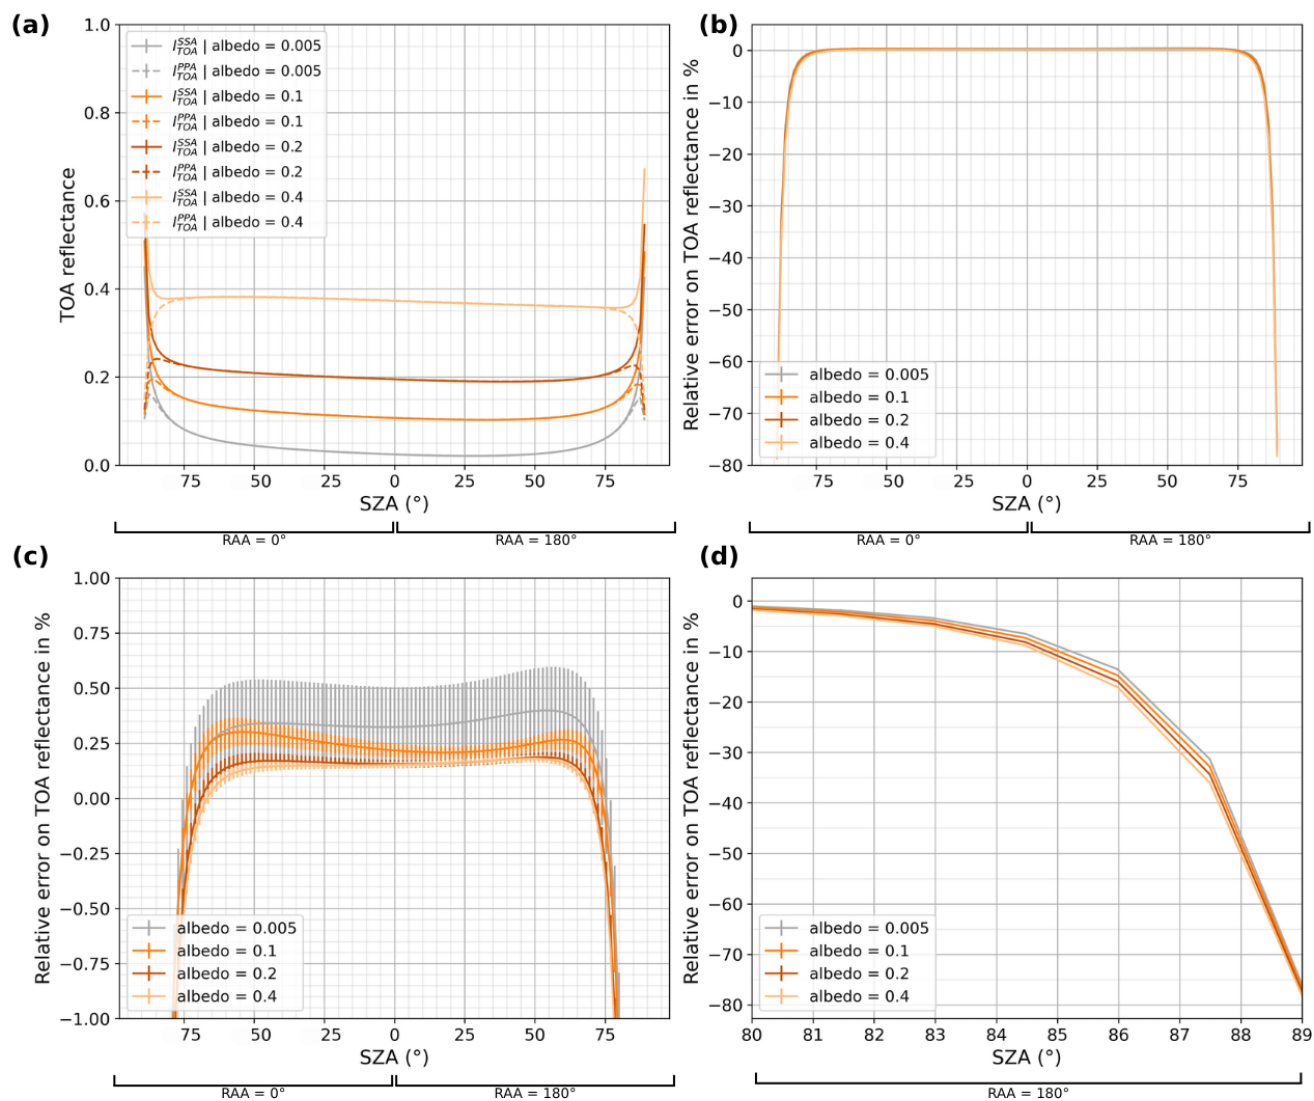 (a)
1.0
0.8
0.6
0.4
0.2
0.0
TOA reflectance
I_TOA^SSA | albedo = 0.005
I_TOA^PPA | albedo = 0.005
I_TOA^SSA | albedo = 0.1
I_TOA^PPA | albedo = 0.1
I_TOA^SSA | albedo = 0.2
I_TOA^PPA | albedo = 0.2
I_TOA^SSA | albedo = 0.4
I_TOA^PPA | albedo = 0.4
75 50 25 0 25 50 75
SZA (°)
RAA = 0° RAA = 180°
(b)
0
−10
−20
−30
−40
−50
−60
−70
−80
Relative error on TOA reflectance in %
albedo = 0.005
albedo = 0.1
albedo = 0.2
albedo = 0.4
75 50 25 0 25 50 75
SZA (°)
RAA = 0° RAA = 180°
(c)
1.00
0.75
0.50
0.25
0.00
−0.25
−0.50
−0.75
−1.00
Relative error on TOA reflectance in %
albedo = 0.005
albedo = 0.1
albedo = 0.2
albedo = 0.4
75 50 25 0 25 50 75
SZA (°)
RAA = 0° RAA = 180°
(d)
0
−10
−20
−30
−40
−50
−60
−70
−80
Relative error on TOA reflectance in %
albedo = 0.005
albedo = 0.1
albedo = 0.2
albedo = 0.4
80 81 82 83 84 85 86 87 88 89
SZA (°)
RAA = 180°